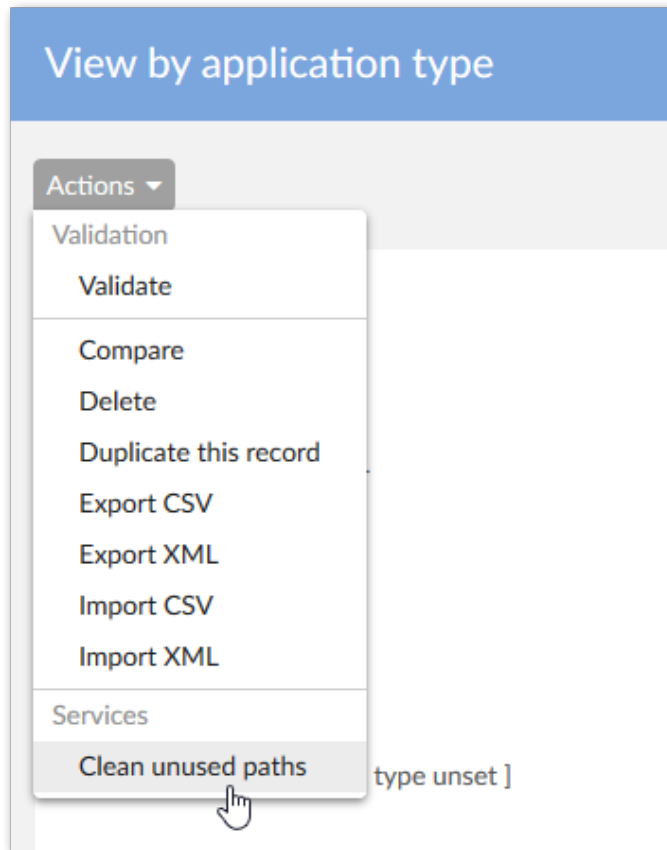 View by application type
Actions
Validation
Validate
Compare
Delete
Duplicate this record
Export CSV
Export XML
Import CSV
Import XML
Services
Clean unused paths
type unset ]